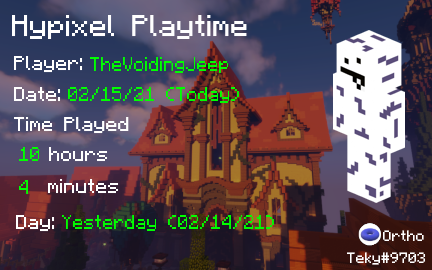 Hypixel Playtime
Player: TheVoidingJeep
Date: 02/15/21 (Today)
Time Played
10 hours
4 minutes
Day: Yesterday (02/14/21)
Ortho
Teky#9703